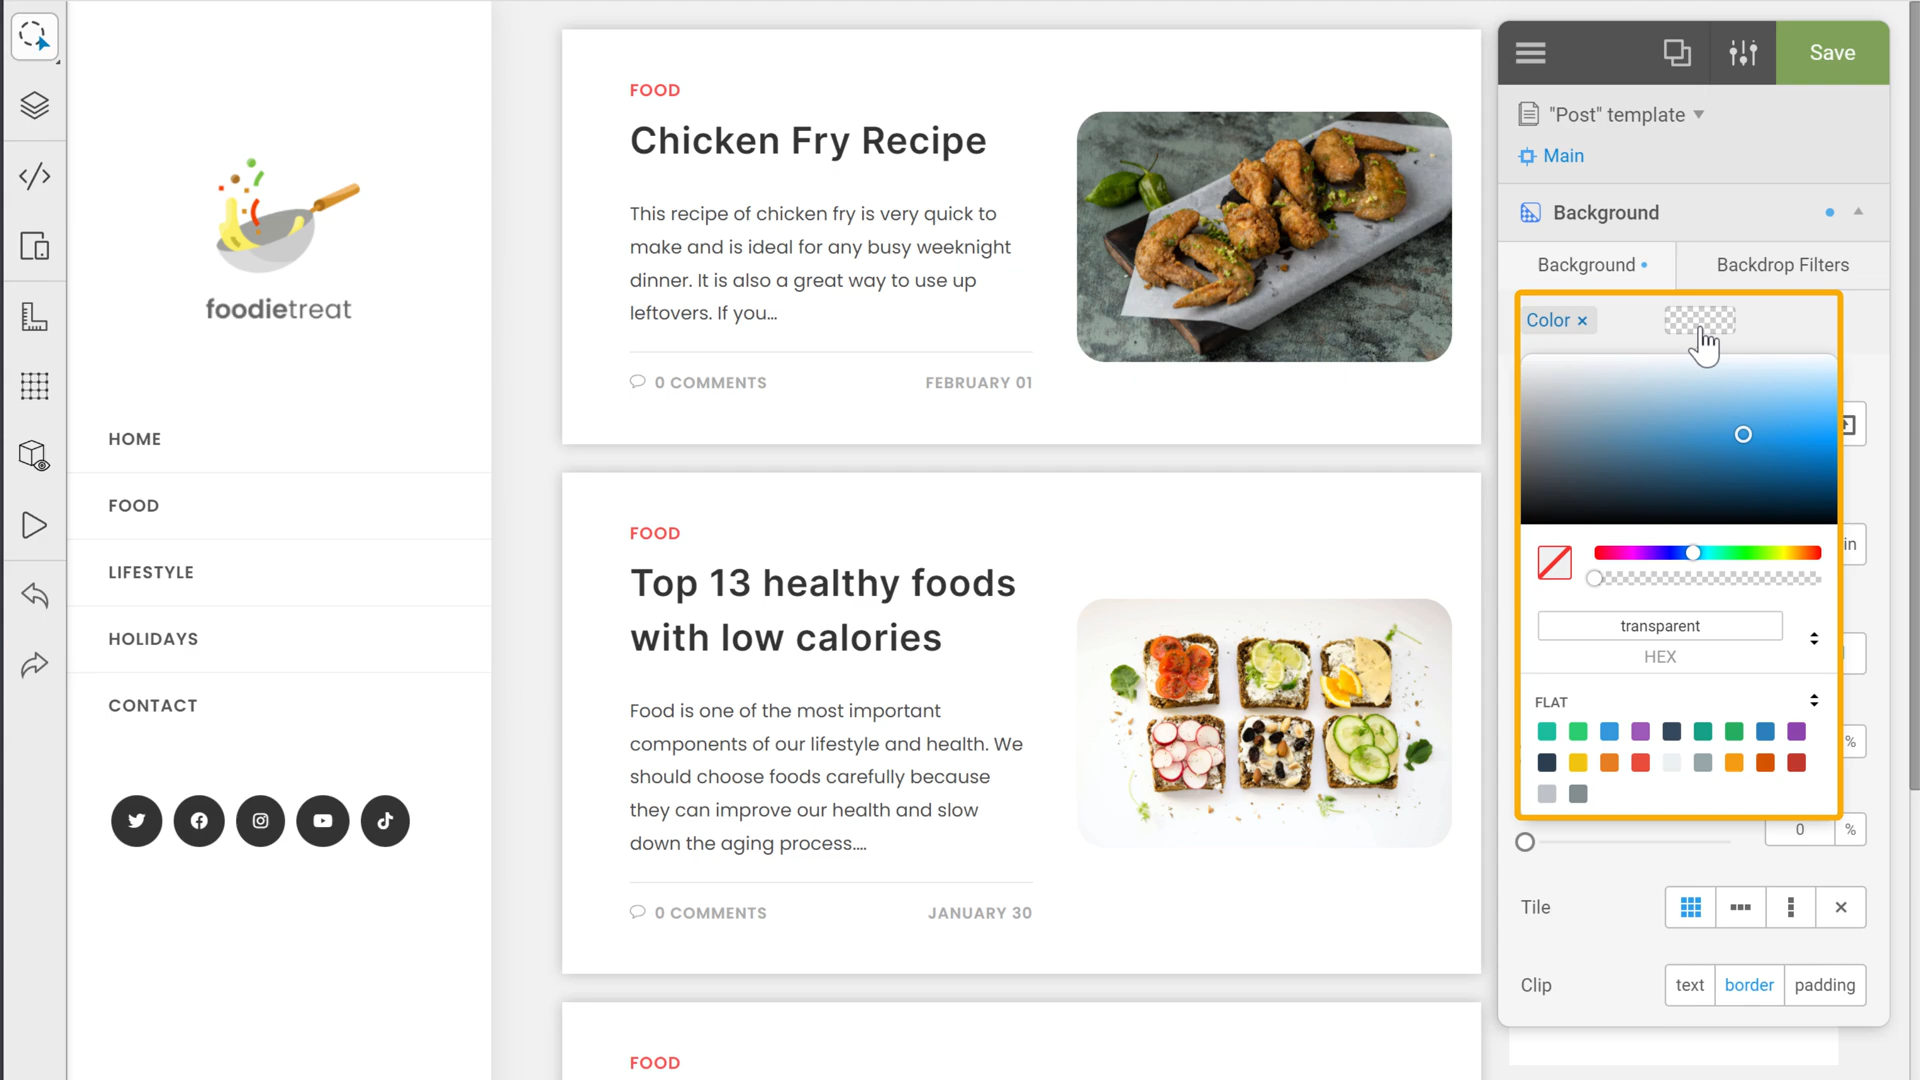 foodietreat
HOME
FOOD
LIFESTYLE
HOLIDAYS
CONTACT
FOOD
Chicken Fry Recipe
This recipe of chicken fry is very quick to
make and is ideal for any busy weeknight
dinner. It is also a great way to use up
leftovers. If you...
0 COMMENTS
FEBRUARY 01
FOOD
Top 13 healthy foods
with low calories
Food is one of the most important
components of our lifestyle and health. We
should choose foods carefully because
they can improve our health and slow
down the aging process....
0 COMMENTS
JANUARY 30
FOOD
Save
"Post" template
Main
Background
Background
Backdrop Filters
Color ×
in
transparent
HEX
FLAT
%
0 %
Tile
Clip
text
border
padding